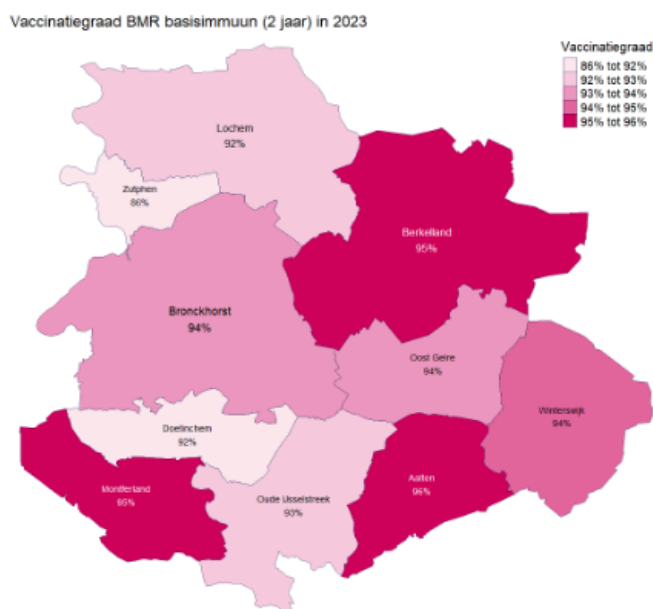 Vaccinatiegraad BMR basisimmuun (2 jaar) in 2023
Vaccinatiegraad
86% tot 92%
92% tot 93%
93% tot 94%
94% tot 95%
95% tot 96%
Lochem
92%
Zutphen
86%
Berkelland
95%
Bronckhorst
94%
Oost Gelre
94%
Winterswijk
94%
Doetinchem
92%
Montferland
95%
Oude IJsselstreek
93%
Aalten
96%